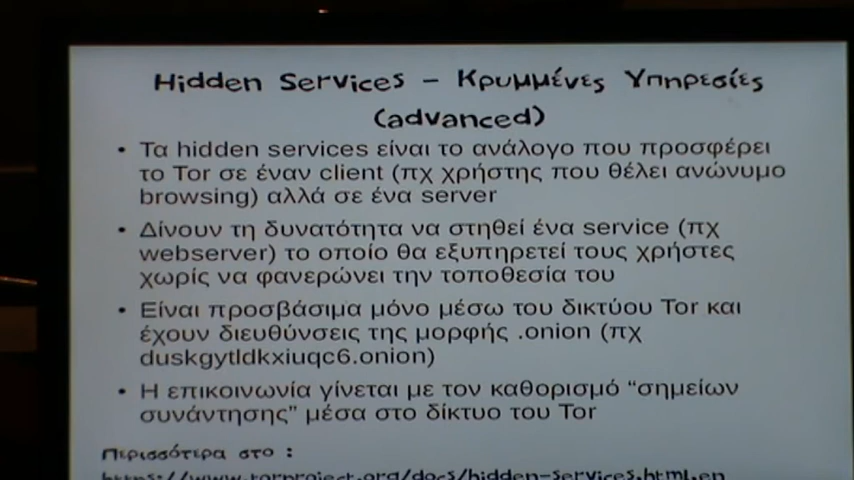 Hidden Services – Κρυμμένες Υπηρεσίες
(advanced)
• Τα hidden services είναι το ανάλογο που προσφέρει
το Tor σε έναν client (πχ χρήστης που θέλει ανώνυμο
browsing) αλλά σε ένα server
• Δίνουν τη δυνατότητα να στηθεί ένα service (πχ
webserver) το οποίο θα εξυπηρετεί τους χρήστες
χωρίς να φανερώνει την τοποθεσία του
• Είναι προσβάσιμα μόνο μέσω του δικτύου Tor και
έχουν διευθύνσεις της μορφής .onion (πχ
duskgytldkxiuqc6.onion)
• Η επικοινωνία γίνεται με τον καθορισμό “σημείων
συνάντησης” μέσα στο δίκτυο του Tor
Περισσότερα στο :
https://www.torproject.org/docs/hidden-services.html.en